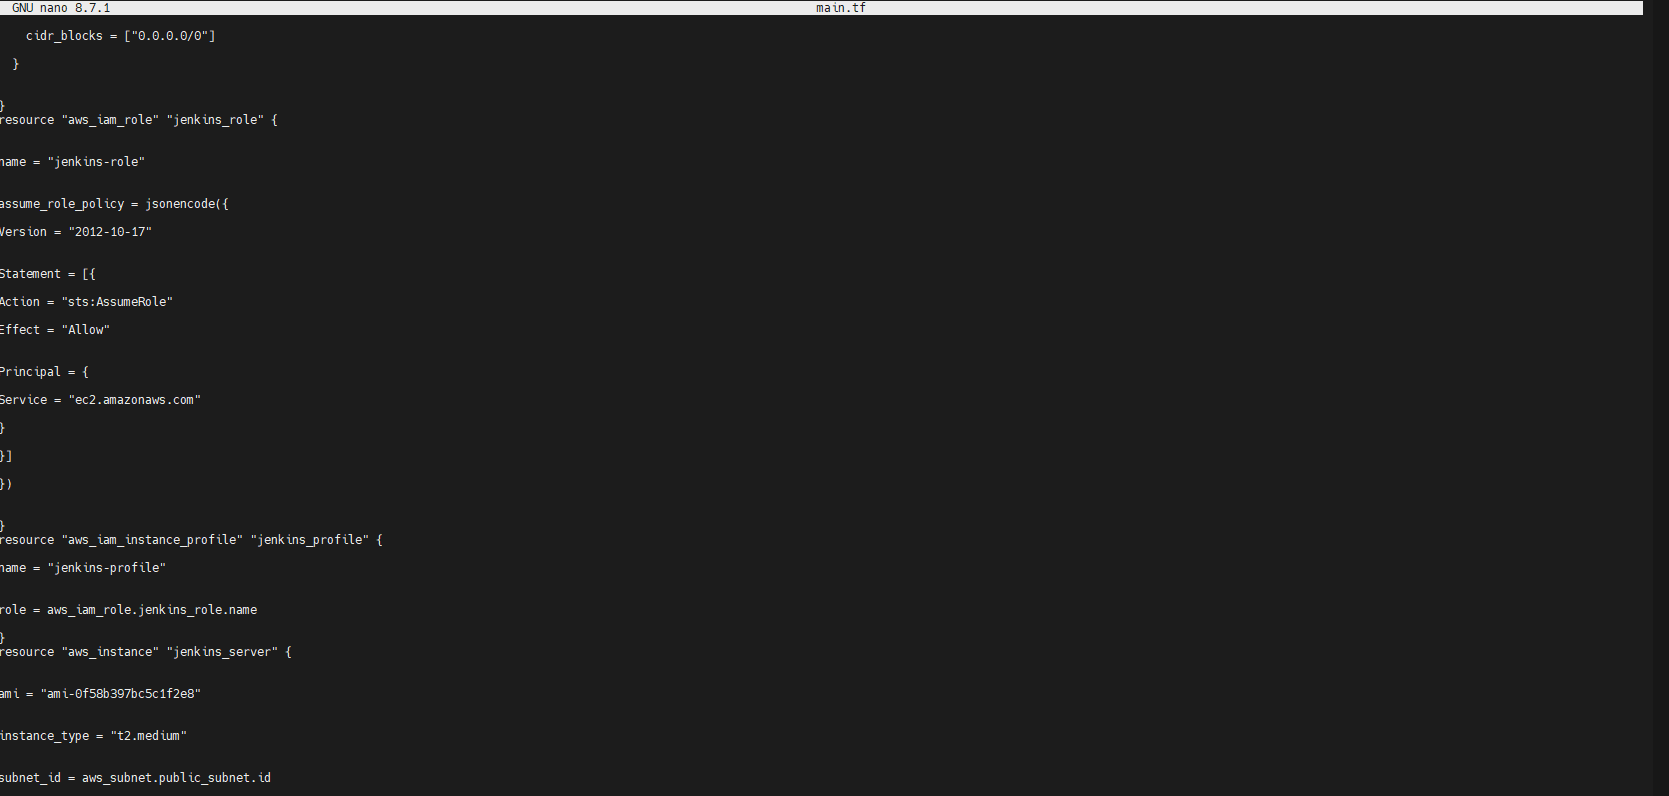 GNU nano 8.7.1 main.tf
cidr_blocks = ["0.0.0.0/0"]
}
}
resource "aws_iam_role" "jenkins_role" {
name = "jenkins-role"
assume_role_policy = jsonencode({
Version = "2012-10-17"
Statement = [{
Action = "sts:AssumeRole"
Effect = "Allow"
Principal = {
Service = "ec2.amazonaws.com"
}
}]
})
}
resource "aws_iam_instance_profile" "jenkins_profile" {
name = "jenkins-profile"
role = aws_iam_role.jenkins_role.name
}
resource "aws_instance" "jenkins_server" {
ami = "ami-0f58b397bc5c1f2e8"
instance_type = "t2.medium"
subnet_id = aws_subnet.public_subnet.id